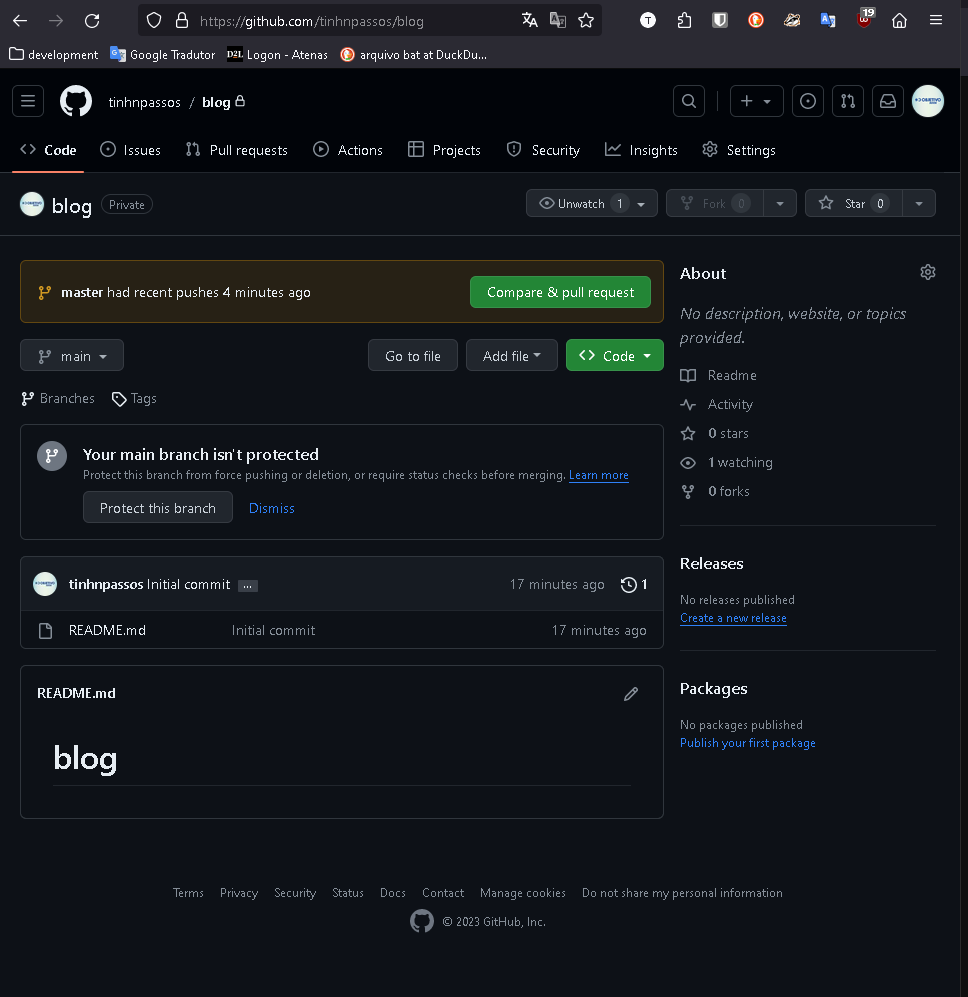 https://github.com/tinhnpassos/blog
T
19
development Google Tradutor D2L Logon - Atenas arquivo bat at DuckDu...
tinhnpassos / blog
Code Issues Pull requests Actions Projects Security Insights Settings
blog Private Unwatch 1 Fork 0 Star 0
master had recent pushes 4 minutes ago Compare & pull request
main Go to file Add file Code
Branches Tags
Your main branch isn't protected
Protect this branch from force pushing or deletion, or require status checks before merging. Learn more
Protect this branch Dismiss
tinhnpassos Initial commit ... 17 minutes ago 1
README.md Initial commit 17 minutes ago
README.md
blog
About
No description, website, or topics
provided.
Readme
Activity
0 stars
1 watching
0 forks
Releases
No releases published
Create a new release
Packages
No packages published
Publish your first package
Terms Privacy Security Status Docs Contact Manage cookies Do not share my personal information
© 2023 GitHub, Inc.